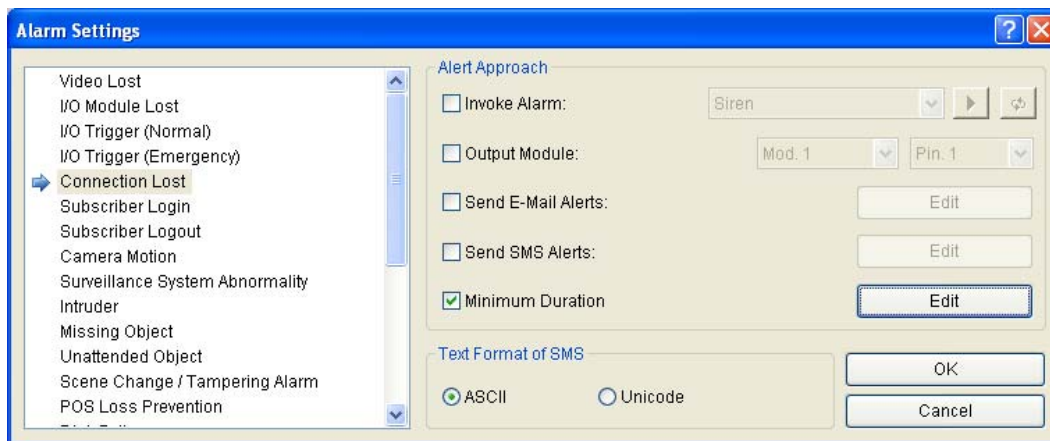 Alarm Settings
Video Lost
I/O Module Lost
I/O Trigger (Normal)
I/O Trigger (Emergency)
Connection Lost
Subscriber Login
Subscriber Logout
Camera Motion
Surveillance System Abnormality
Intruder
Missing Object
Unattended Object
Scene Change / Tampering Alarm
POS Loss Prevention
Alert Approach
Invoke Alarm: Siren
Output Module: Mod. 1 Pin. 1
Send E-Mail Alerts: Edit
Send SMS Alerts: Edit
Minimum Duration Edit
Text Format of SMS
ASCII Unicode
OK
Cancel